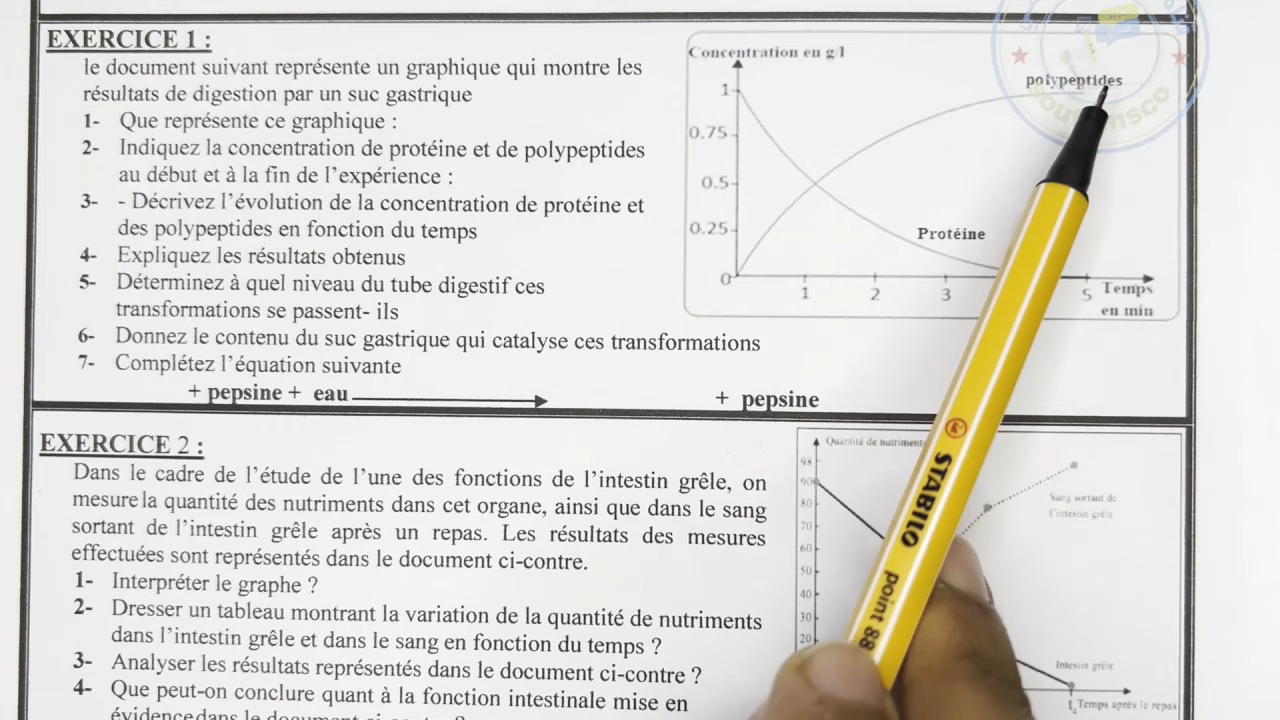 EXERCICE 1 :
le document suivant représente un graphique qui montre les
résultats de digestion par un suc gastrique
1- Que représente ce graphique :
2- Indiquez la concentration de protéine et de polypeptides
au début et à la fin de l'expérience :
3- - Décrivez l'évolution de la concentration de protéine et
des polypeptides en fonction du temps
4- Expliquez les résultats obtenus
5- Déterminez à quel niveau du tube digestif ces
transformations se passent- ils
6- Donnez le contenu du suc gastrique qui catalyse ces transformations
7- Complétez l'équation suivante
+ pepsine + eau
+ pepsine
Concentration en g/l
polypeptides
1
0.75
0.5
0.25
Protéine
0
1 2 3 5
Temps
en min
EXERCICE 2 :
Dans le cadre de l'étude de l'une des fonctions de l'intestin grêle, on
mesure la quantité des nutriments dans cet organe, ainsi que dans le sang
sortant de l'intestin grêle après un repas. Les résultats des mesures
effectuées sont représentés dans le document ci-contre.
1- Interpréter le graphe ?
2- Dresser un tableau montrant la variation de la quantité de nutriments
dans l'intestin grêle et dans le sang en fonction du temps ?
3- Analyser les résultats représentés dans le document ci-contre ?
4- Que peut-on conclure quant à la fonction intestinale mise en
évidence dans le document
Quantité de nutriments
98
90
80
70
60
50
40
30
20
Sang sortant de
l'intestin grêle
Intestin grêle
Temps après le repas
STABILO
point 88